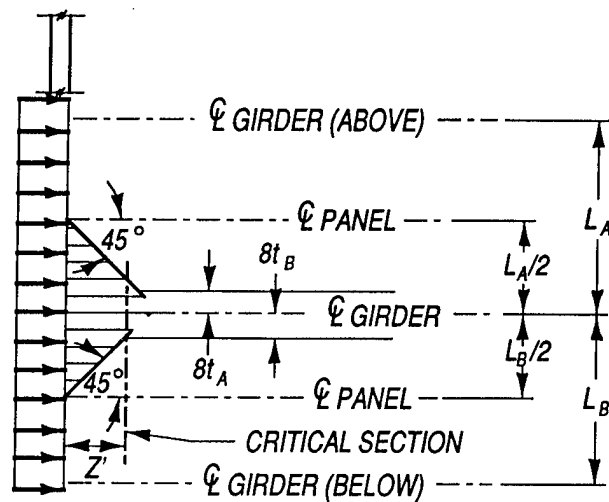 ℄ GIRDER (ABOVE)
℄ PANEL
45°
8t_B
L_A
L_A/2
℄ GIRDER
L_B/2
8t_A
45°
℄ PANEL
L_B
CRITICAL SECTION
Z'
℄ GIRDER (BELOW)